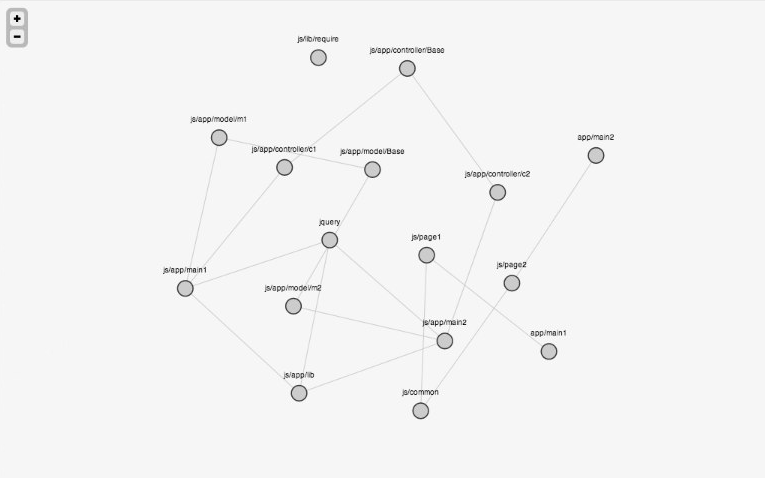 +
-
js/lib/require
js/app/controller/Base
js/app/model/m1
app/main2
js/app/controller/c1
js/app/model/Base
js/app/controller/c2
jquery
js/page1
js/page2
js/app/main1
js/app/model/m2
js/app/main2
app/main1
js/app/lib
js/common